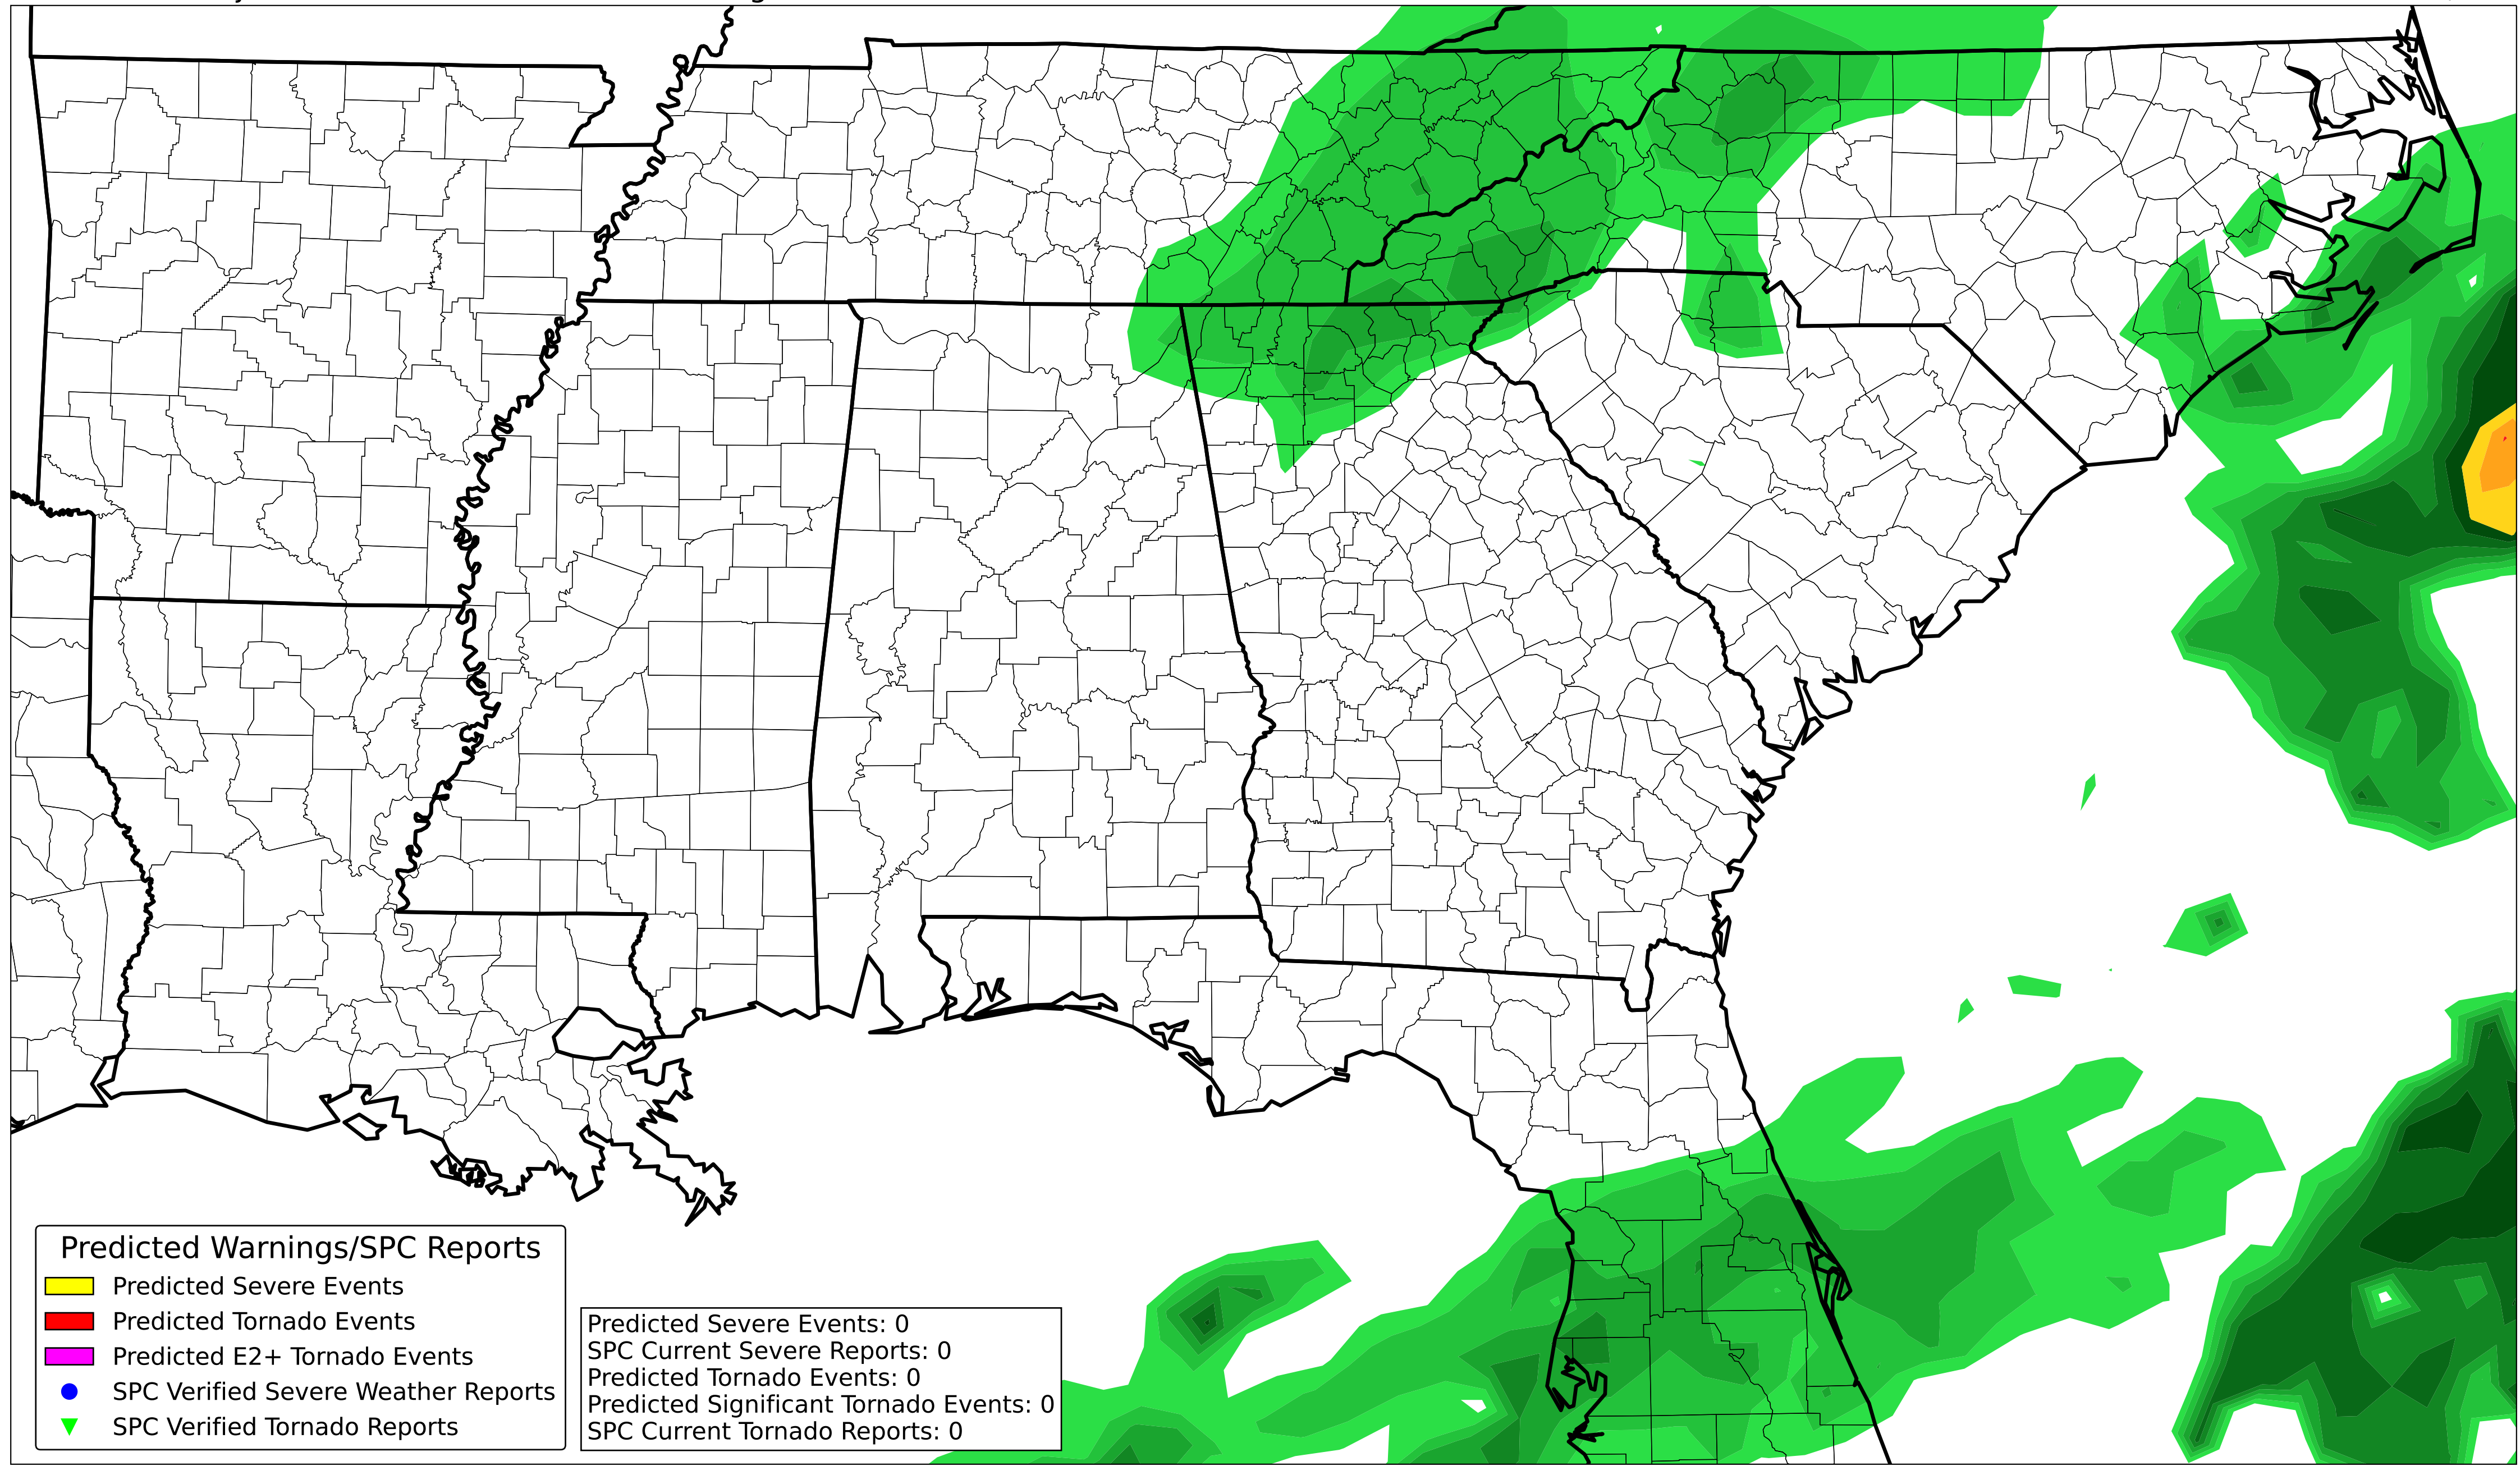 Predicted Warnings/SPC Reports
Predicted Severe Events
Predicted Tornado Events
Predicted E2+ Tornado Events
SPC Verified Severe Weather Reports
SPC Verified Tornado Reports
Predicted Severe Events: 0
SPC Current Severe Reports: 0
Predicted Tornado Events: 0
Predicted Significant Tornado Events: 0
SPC Current Tornado Reports: 0